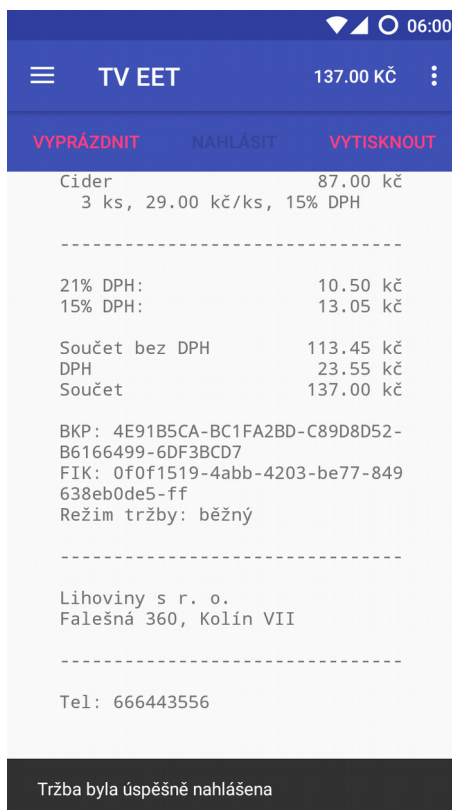 06:00
TV EET 137.00 KČ
VYPRÁZDNIT NAHLÁSIT VYTISKNOUT
Cider 87.00 kč
3 ks, 29.00 kč/ks, 15% DPH
--------------------------------
21% DPH: 10.50 kč
15% DPH: 13.05 kč
Součet bez DPH 113.45 kč
DPH 23.55 kč
Součet 137.00 kč
BKP: 4E91B5CA-BC1FA2BD-C89D8D52-
B6166499-6DF3BCD7
FIK: 0f0f1519-4abb-4203-be77-849
638eb0de5-ff
Režim tržby: běžný
--------------------------------
Lihoviny s r. o.
Falešná 360, Kolín VII
--------------------------------
Tel: 666443556
Tržba byla úspěšně nahlášena